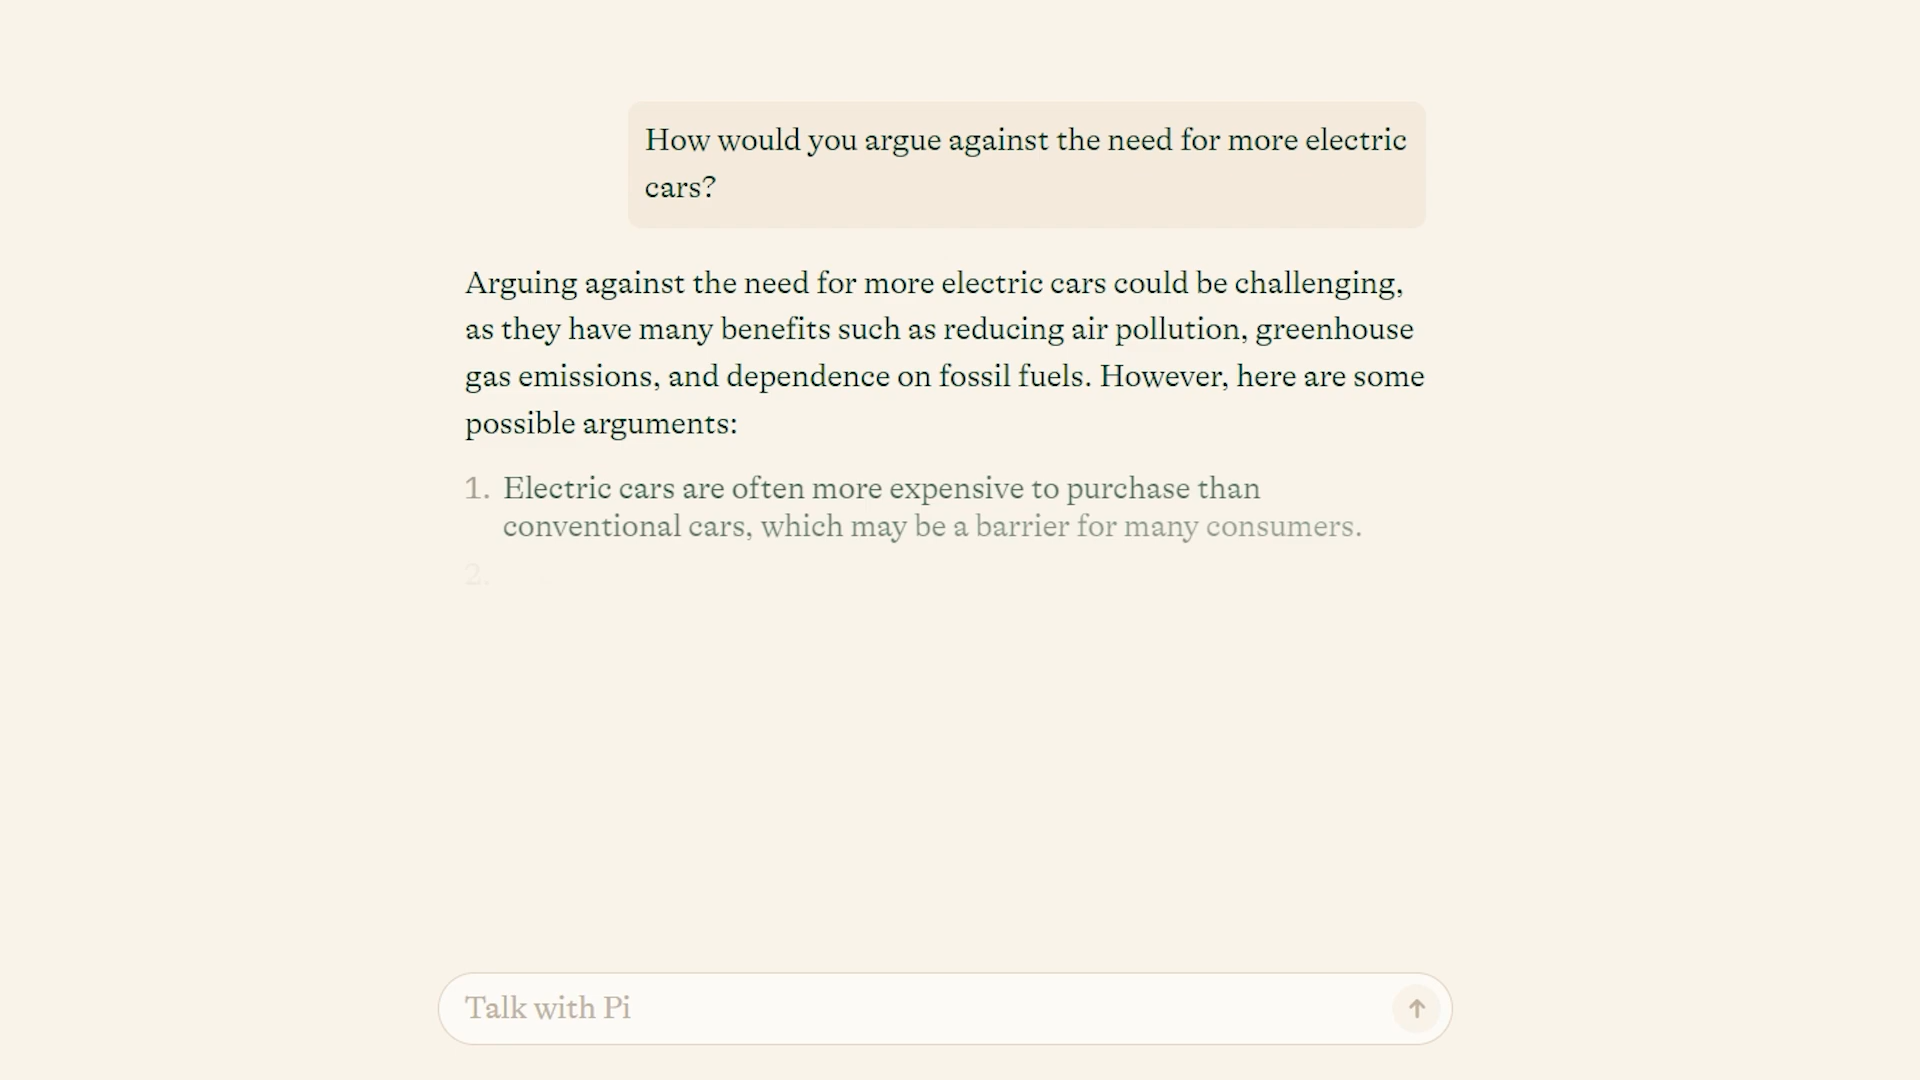 How would you argue against the need for more electric
cars?
Arguing against the need for more electric cars could be challenging,
as they have many benefits such as reducing air pollution, greenhouse
gas emissions, and dependence on fossil fuels. However, here are some
possible arguments:
1. Electric cars are often more expensive to purchase than
conventional cars, which may be a barrier for many consumers.
2.
Talk with Pi